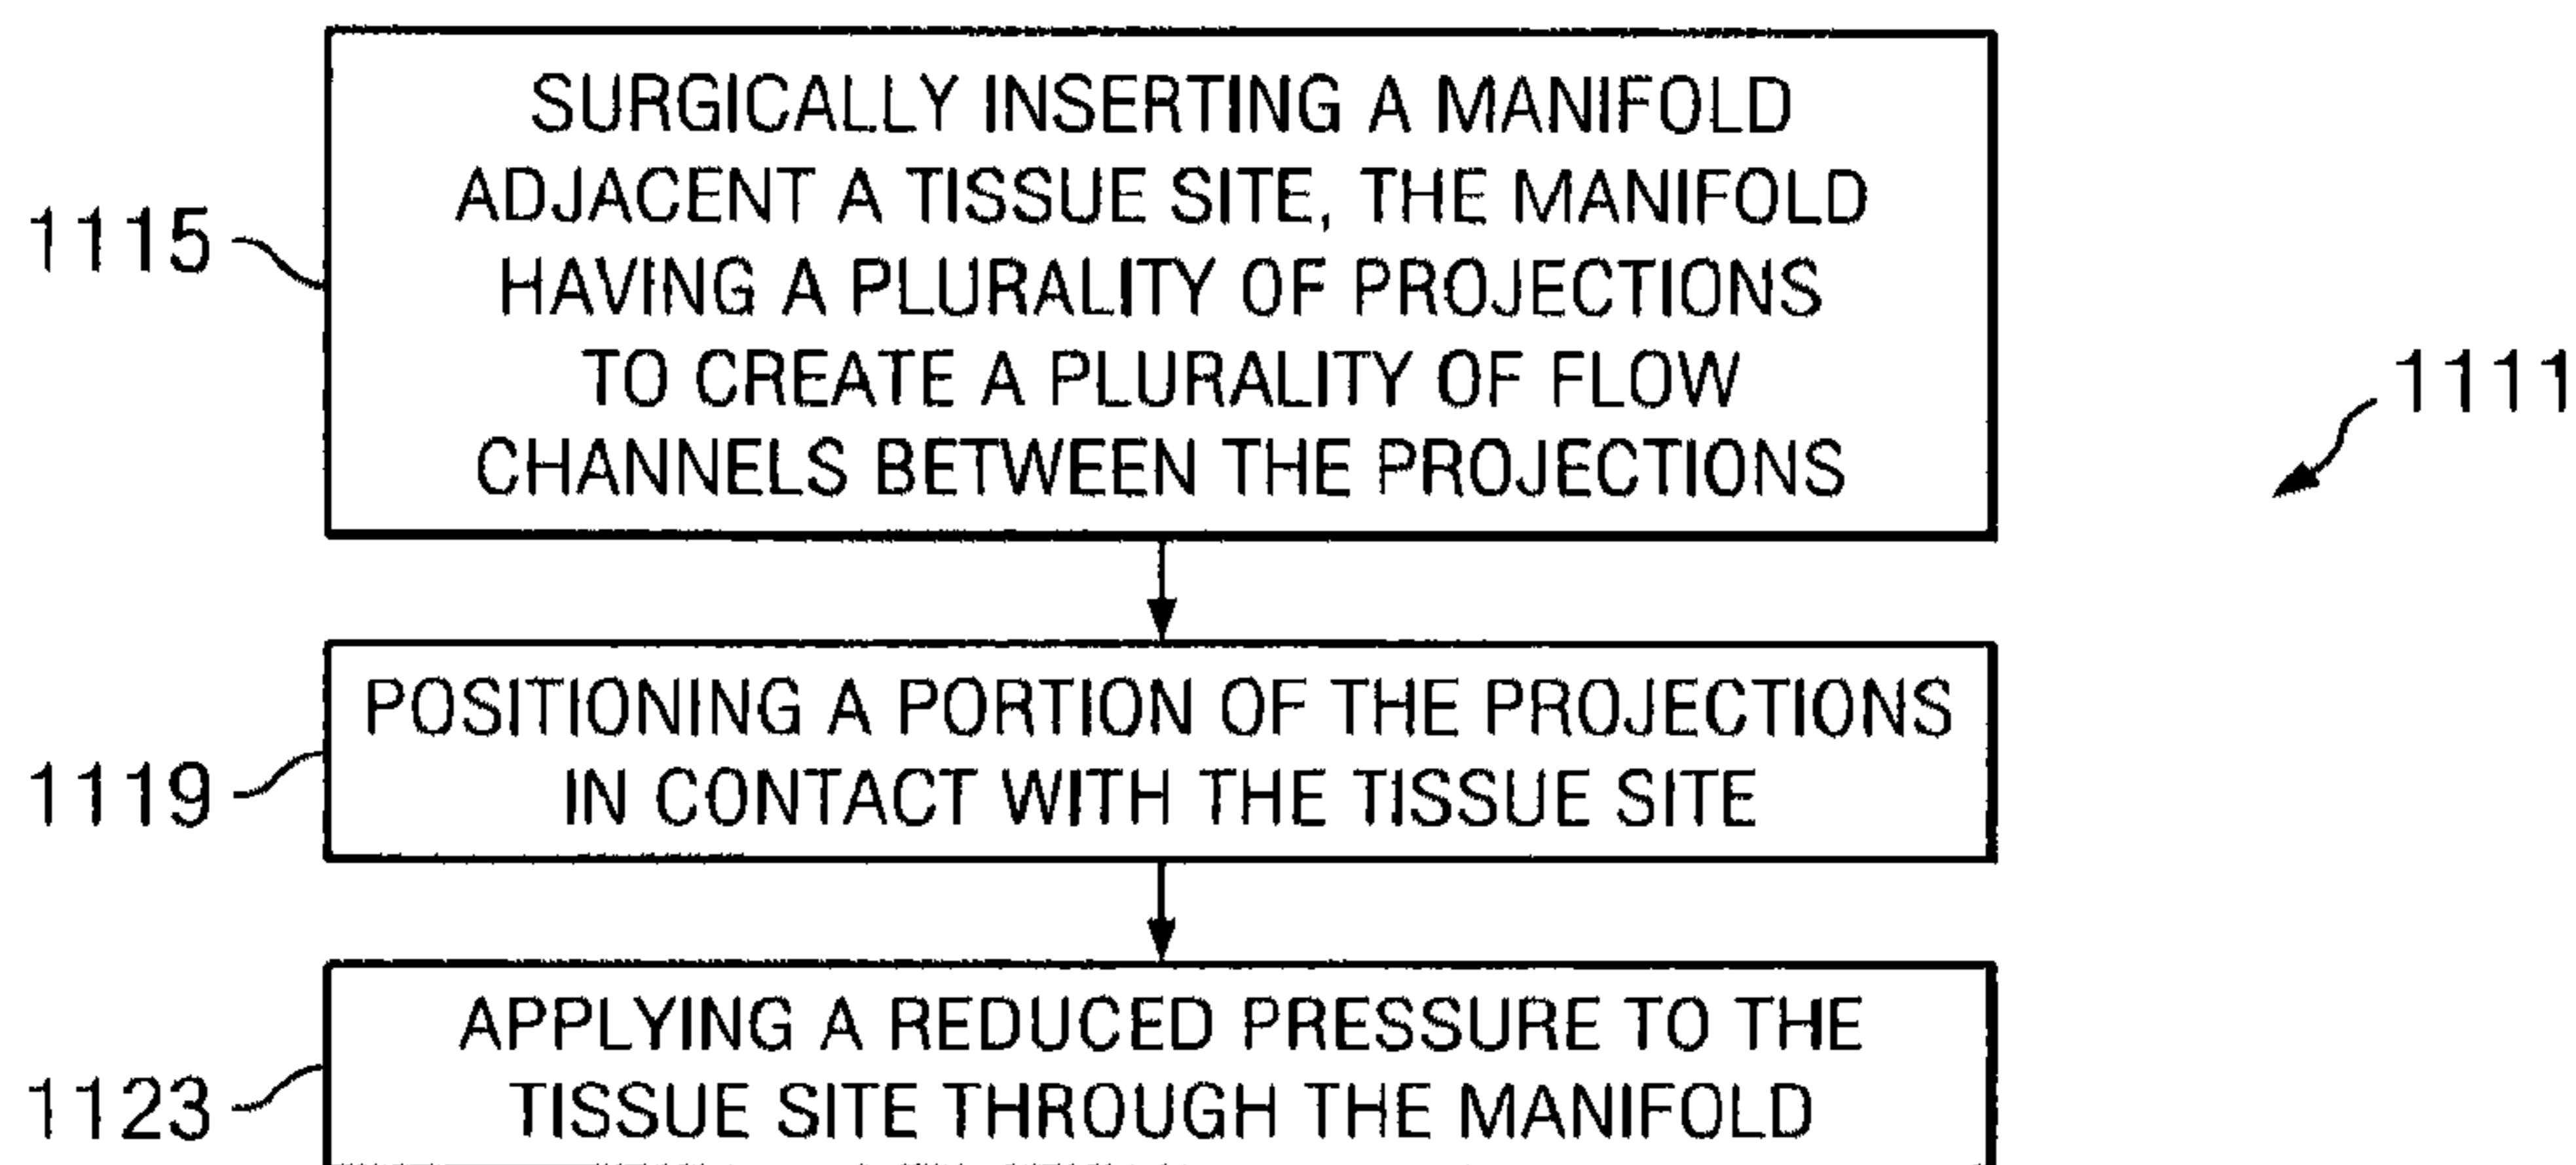 SURGICALLY INSERTING A MANIFOLD
ADJACENT A TISSUE SITE, THE MANIFOLD
HAVING A PLURALITY OF PROJECTIONS
TO CREATE A PLURALITY OF FLOW
CHANNELS BETWEEN THE PROJECTIONS
1115
1111
POSITIONING A PORTION OF THE PROJECTIONS
IN CONTACT WITH THE TISSUE SITE
1119
APPLYING A REDUCED PRESSURE TO THE
TISSUE SITE THROUGH THE MANIFOLD
1123